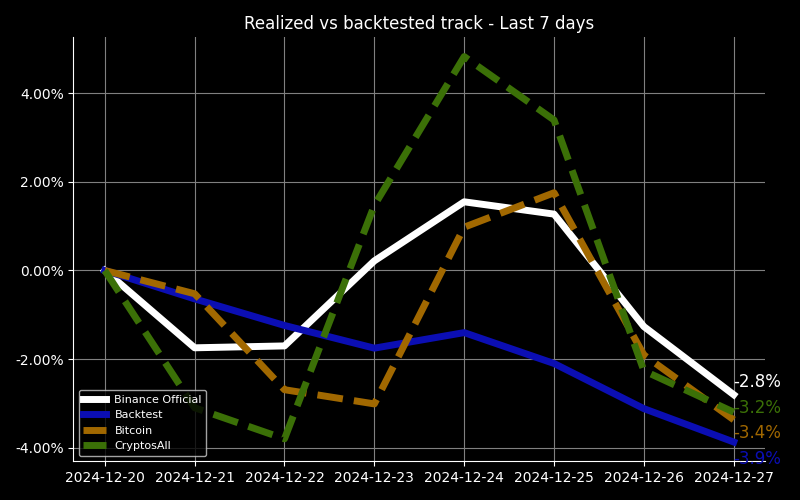 Realized vs backtested track - Last 7 days
4.00%
2.00%
0.00%
-2.00%
-4.00%
Binance Official
Backtest
Bitcoin
CryptosAll
-2.8%
-3.2%
-3.4%
-3.9%
2024-12-20 2024-12-21 2024-12-22 2024-12-23 2024-12-24 2024-12-25 2024-12-26 2024-12-27